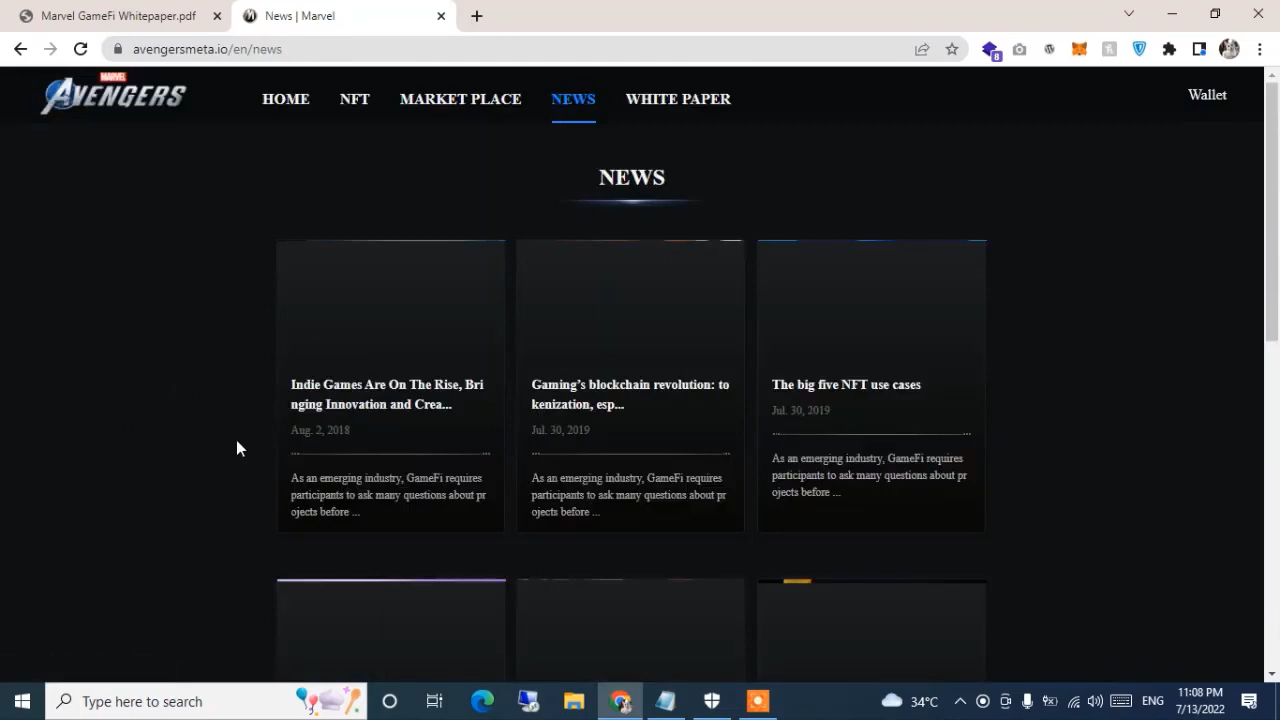 Marvel GameFi Whitepaper.pdf
News | Marvel
avengersmeta.io/en/news
8
MARVEL
AVENGERS
HOME
NFT
MARKET PLACE
NEWS
WHITE PAPER
Wallet
NEWS
Indie Games Are On The Rise, Bri
nging Innovation and Crea...
Aug. 2, 2018
As an emerging industry, GameFi requires
participants to ask many questions about pr
ojects before ...
Gaming’s blockchain revolution: to
kenization, esp...
Jul. 30, 2019
As an emerging industry, GameFi requires
participants to ask many questions about pr
ojects before ...
The big five NFT use cases
Jul. 30, 2019
As an emerging industry, GameFi requires
participants to ask many questions about pr
ojects before ...
Type here to search
34°C
ENG
11:08 PM
7/13/2022